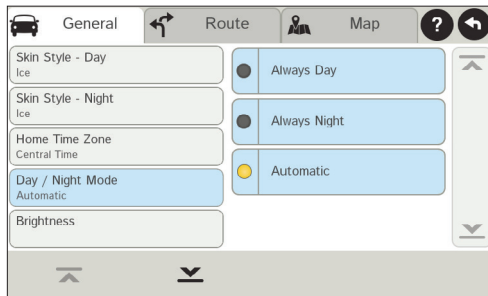 General
Route
Map
?
Skin Style - Day
Ice
Skin Style - Night
Ice
Home Time Zone
Central Time
Day / Night Mode
Automatic
Brightness
Always Day
Always Night
Automatic